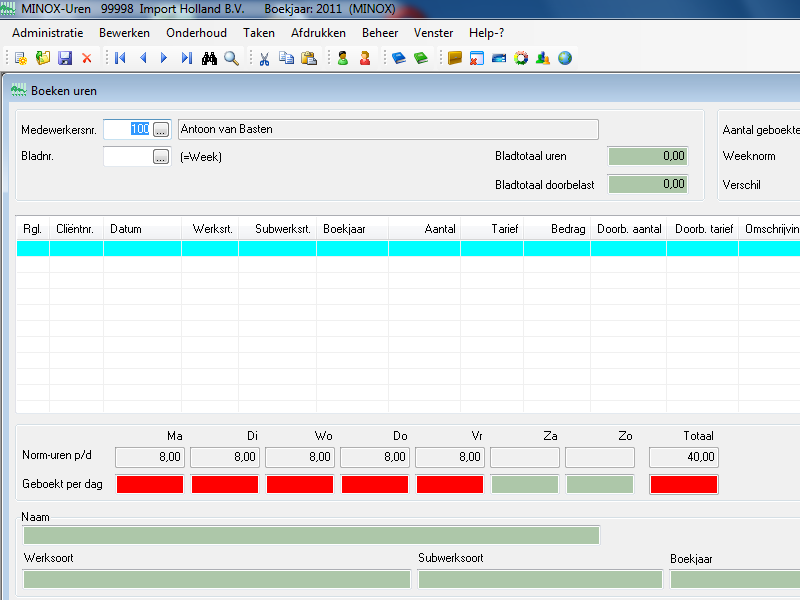 MINOX-Uren 99998 Import Holland B.V. Boekjaar: 2011 (MINOX)
Administratie Bewerken Onderhoud Taken Afdrukken Beheer Venster Help-?
Boeken uren
Medewerkersnr. 100 ... Antoon van Basten Aantal geboekte
Bladnr. ... (=Week) Bladtotaal uren 0,00 Weeknorm
Bladtotaal doorbelast 0,00 Verschil
Rgl. Cliëntnr. Datum Werksrt. Subwerksrt. Boekjaar Aantal Tarief Bedrag Doorb. aantal Doorb. tarief Omschrijvin
Ma Di Wo Do Vr Za Zo Totaal
Norm-uren p/d 8,00 8,00 8,00 8,00 8,00 40,00
Geboekt per dag
Naam
Werksoort Subwerksoort Boekjaar